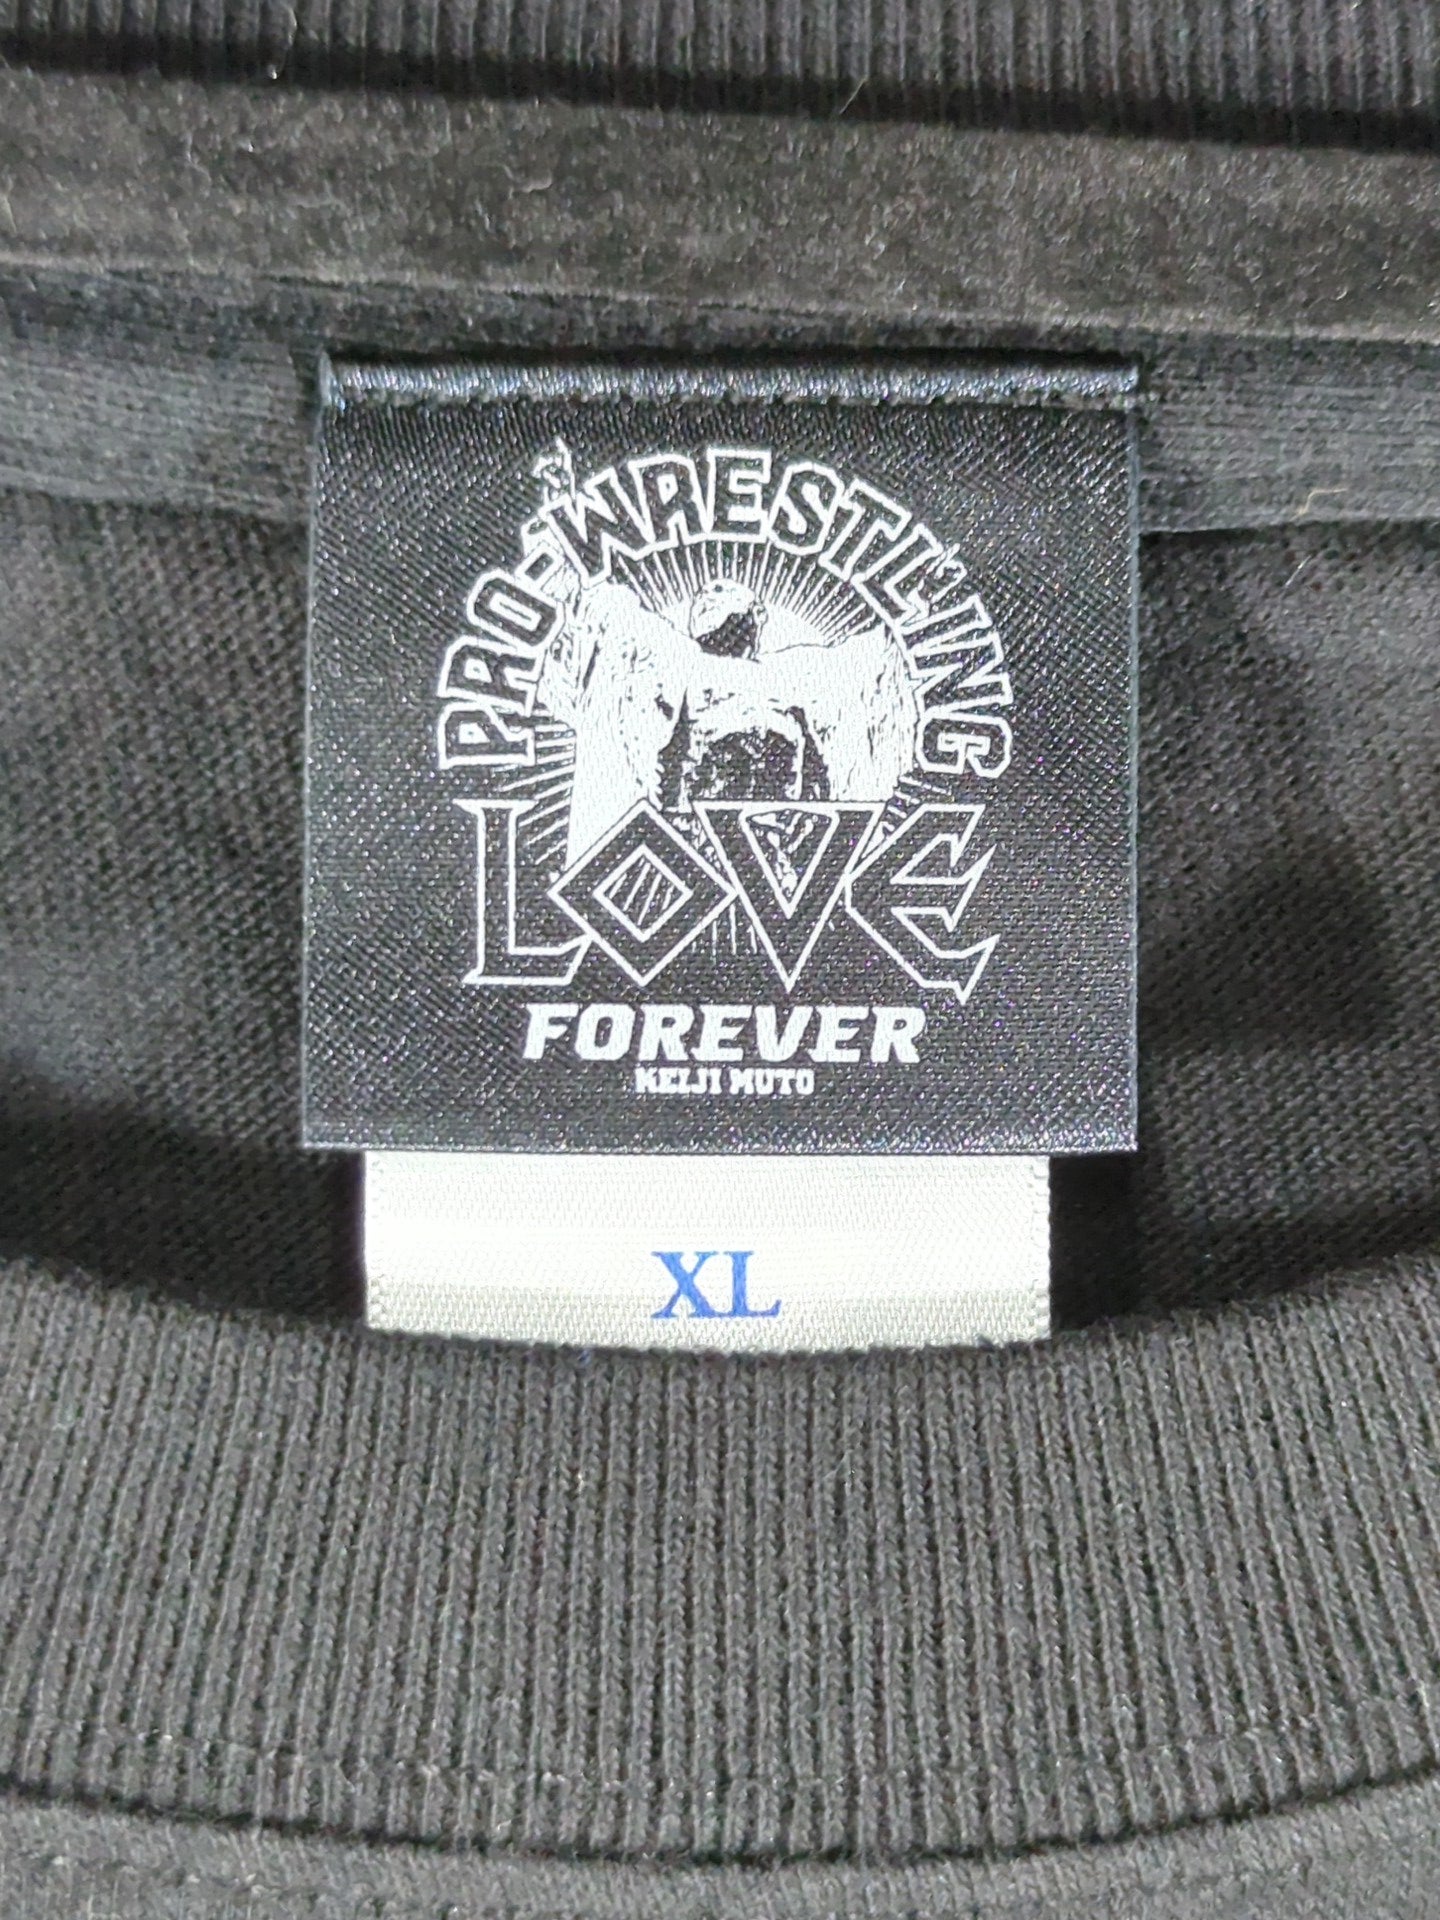 PRO-WRESTLING
LOVE
FOREVER
KEIJI MUTO
XL